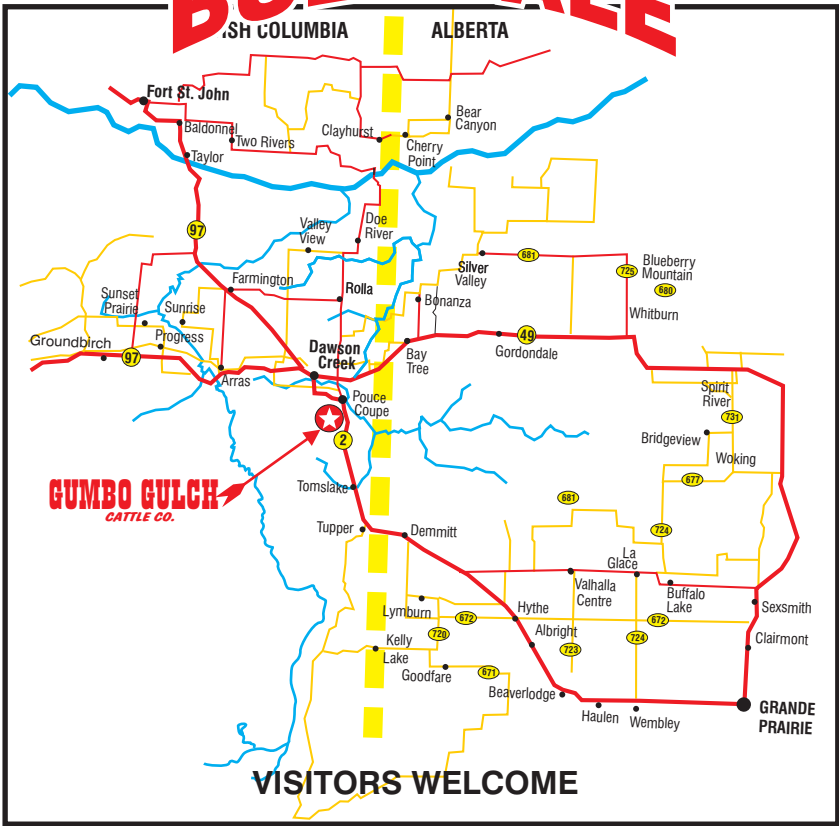 ISH COLUMBIA
ALBERTA
Fort St. John
Baldonnel
Two Rivers
Taylor
Clayhurst
Cherry
Point
Bear
Canyon
97
Valley
View
Doe
River
Silver
Valley
681
725
Blueberry
Mountain
680
Whitburn
Farmington
Rolla
Bonanza
Sunset
Prairie
Sunrise
Progress
Groundbirch
97
Arras
Dawson
Creek
Bay
Tree
49
Gordondale
Pouce
Coupe
2
Spirit
River
731
Bridgeview
Woking
677
GUMBO GULCH
CATTLE CO.
Tomslake
681
724
Tupper
Demmitt
La
Glace
Valhalla
Centre
Buffalo
Lake
Sexsmith
Lymburn
672
Hythe
672
720
Albright
723
724
Clairmont
Kelly
Lake
Goodfare
671
Beaverlodge
Haulen
Wembley
GRANDE
PRAIRIE
VISITORS WELCOME